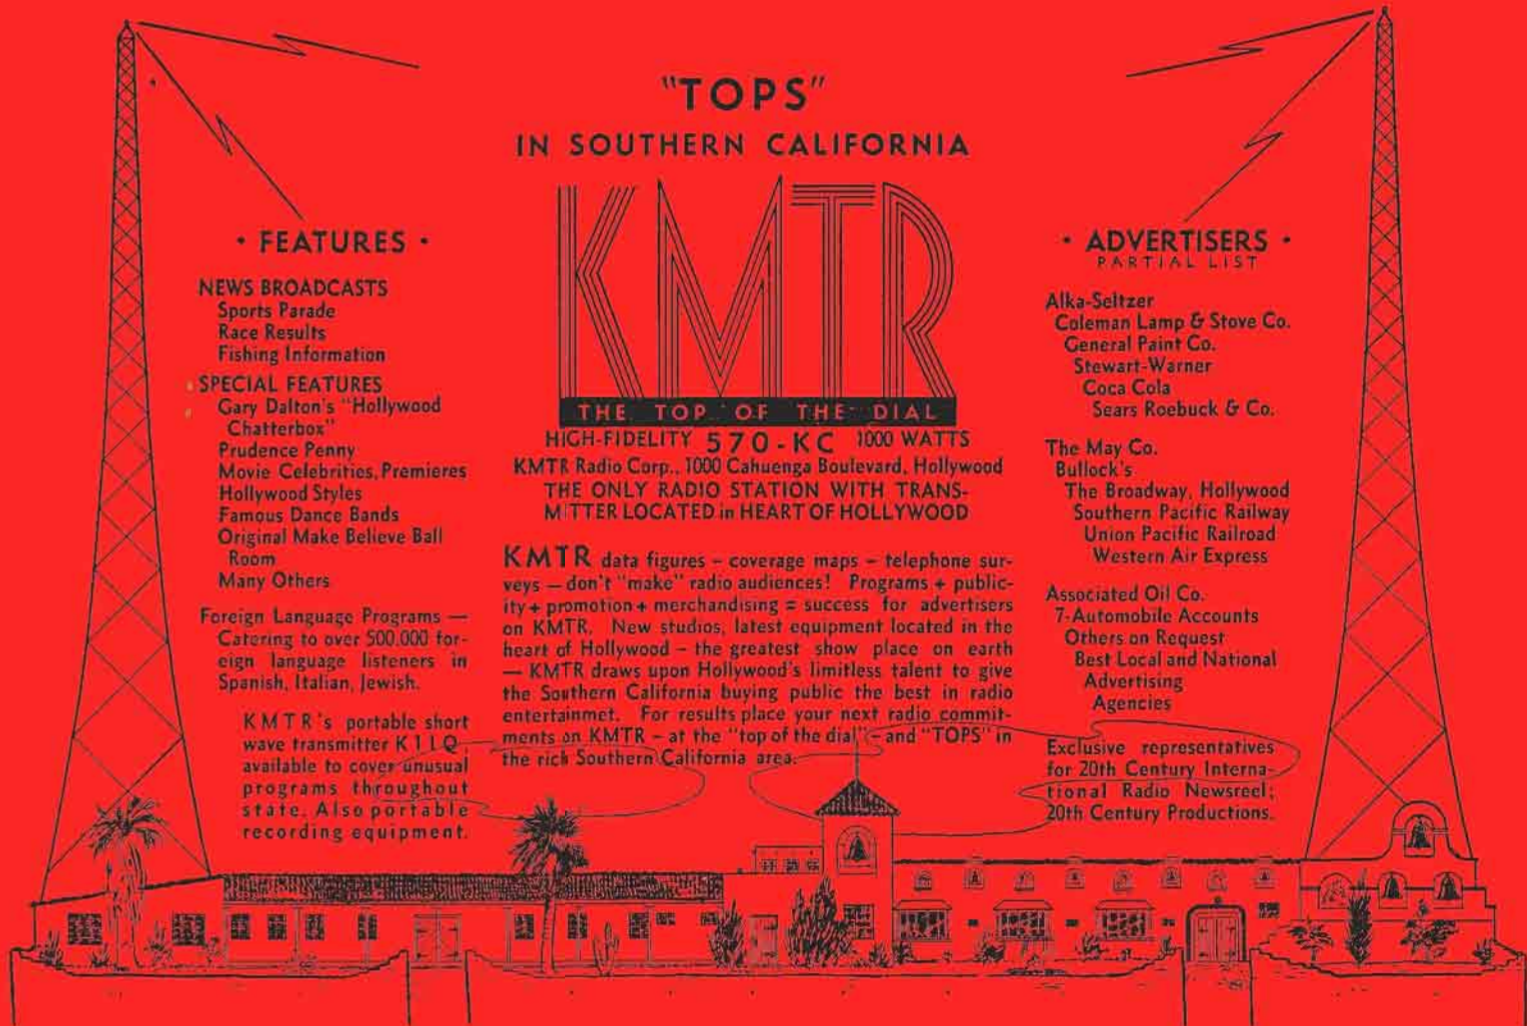 "TOPS"
IN SOUTHERN CALIFORNIA
KMTR
THE TOP OF THE DIAL
HIGH-FIDELITY 570-KC 1000 WATTS
KMTR Radio Corp., 1000 Cahuenga Boulevard, Hollywood
THE ONLY RADIO STATION WITH TRANS-
MITTER LOCATED in HEART OF HOLLYWOOD
• FEATURES •
NEWS BROADCASTS
Sports Parade
Race Results
Fishing Information
SPECIAL FEATURES
Gary Dalton's "Hollywood
Chatterbox"
Prudence Penny
Movie Celebrities, Premieres
Hollywood Styles
Famous Dance Bands
Original Make Believe Ball
Room
Many Others
Foreign Language Programs —
Catering to over 500,000 for-
eign language listeners in
Spanish, Italian, Jewish.
KMTR's portable short
wave transmitter K11Q
available to cover unusual
programs throughout
state. Also portable
recording equipment.
KMTR data figures – coverage maps – telephone sur-
veys — don't "make" radio audiences! Programs + public-
ity + promotion + merchandising = success for advertisers
on KMTR. New studios, latest equipment located in the
heart of Hollywood – the greatest show place on earth
— KMTR draws upon Hollywood's limitless talent to give
the Southern California buying public the best in radio
entertainmet. For results place your next radio commit-
ments on KMTR – at the "top of the dial" – and "TOPS" in
the rich Southern California area.
• ADVERTISERS •
PARTIAL LIST
Alka-Seltzer
Coleman Lamp & Stove Co.
General Paint Co.
Stewart-Warner
Coca Cola
Sears Roebuck & Co.
The May Co.
Bullock's
The Broadway, Hollywood
Southern Pacific Railway
Union Pacific Railroad
Western Air Express
Associated Oil Co.
7-Automobile Accounts
Others on Request
Best Local and National
Advertising
Agencies
Exclusive representatives
for 20th Century Interna-
tional Radio Newsreel;
20th Century Productions.